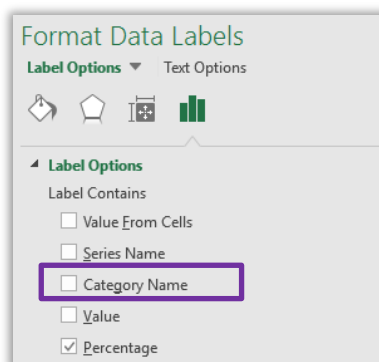 Format Data Labels
Label Options Text Options
Label Options
Label Contains
Value From Cells
Series Name
Category Name
Value
Percentage